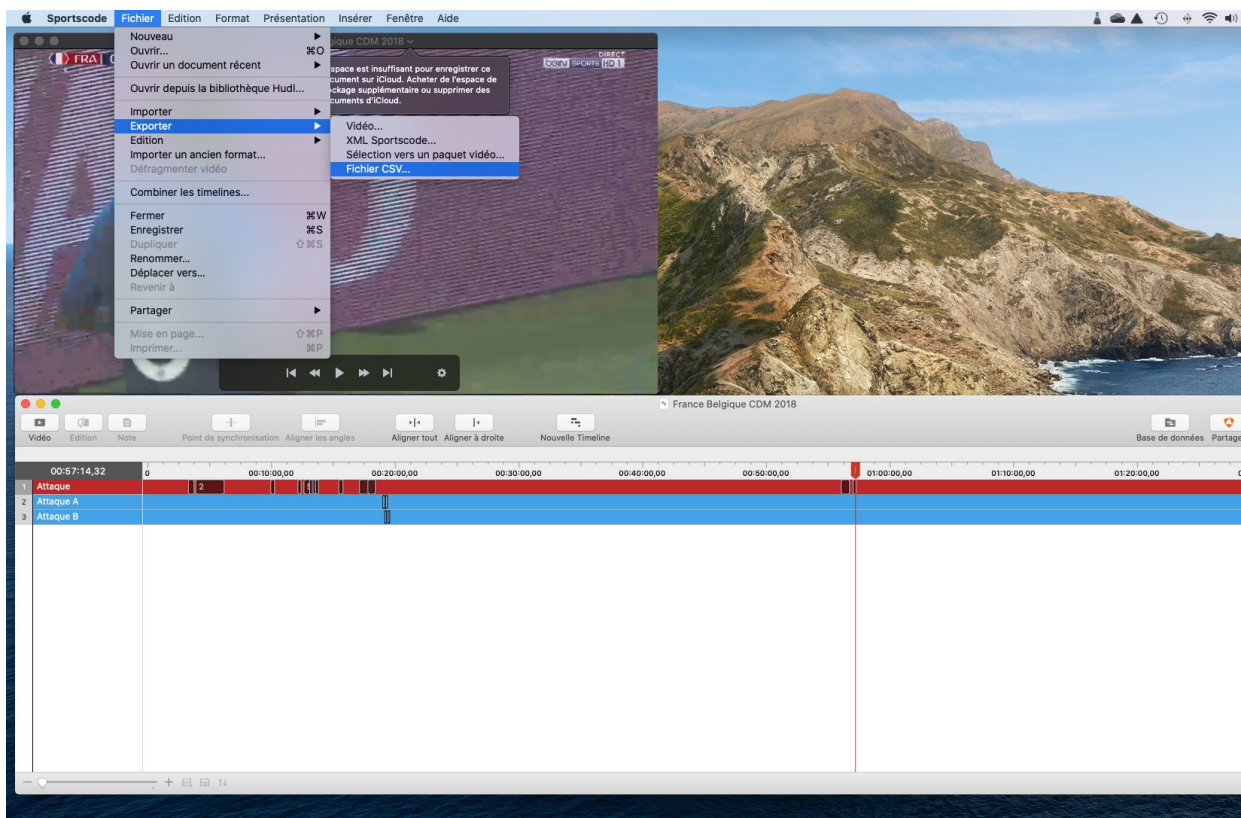 Sportscode Fichier Edition Format Présentation Insérer Fenêtre Aide
Nouveau
Ouvrir... ⌘O
Ouvrir un document récent
Ouvrir depuis la bibliothèque Hudl...
Importer
Exporter
Edition
Importer un ancien format...
Défragmenter vidéo
Combiner les timelines...
Fermer ⌘W
Enregistrer ⌘S
Dupliquer ⇧⌘S
Renommer...
Déplacer vers...
Revenir à
Partager
Mise en page... ⇧⌘P
Imprimer... ⌘P
Vidéo...
XML Sportscode...
Sélection vers un paquet vidéo...
Fichier CSV...
gique CDM 2018
space est insuffisant pour enregistrer ce
cument sur iCloud. Acheter de l'espace de
ckage supplémentaire ou supprimer des
cuments d'iCloud.
FRA
DIRECT
beIN SPORTS HD 1
France Belgique CDM 2018
Vidéo Edition Note Point de synchronisation Aligner les angles Aligner tout Aligner à droite Nouvelle Timeline Base de données Partage
00:57:14,32 0 00:10:00,00 00:20:00,00 00:30:00,00 00:40:00,00 00:50:00,00 01:00:00,00 01:10:00,00 01:20:00,00
1 Attaque 2
2 Attaque A
3 Attaque B